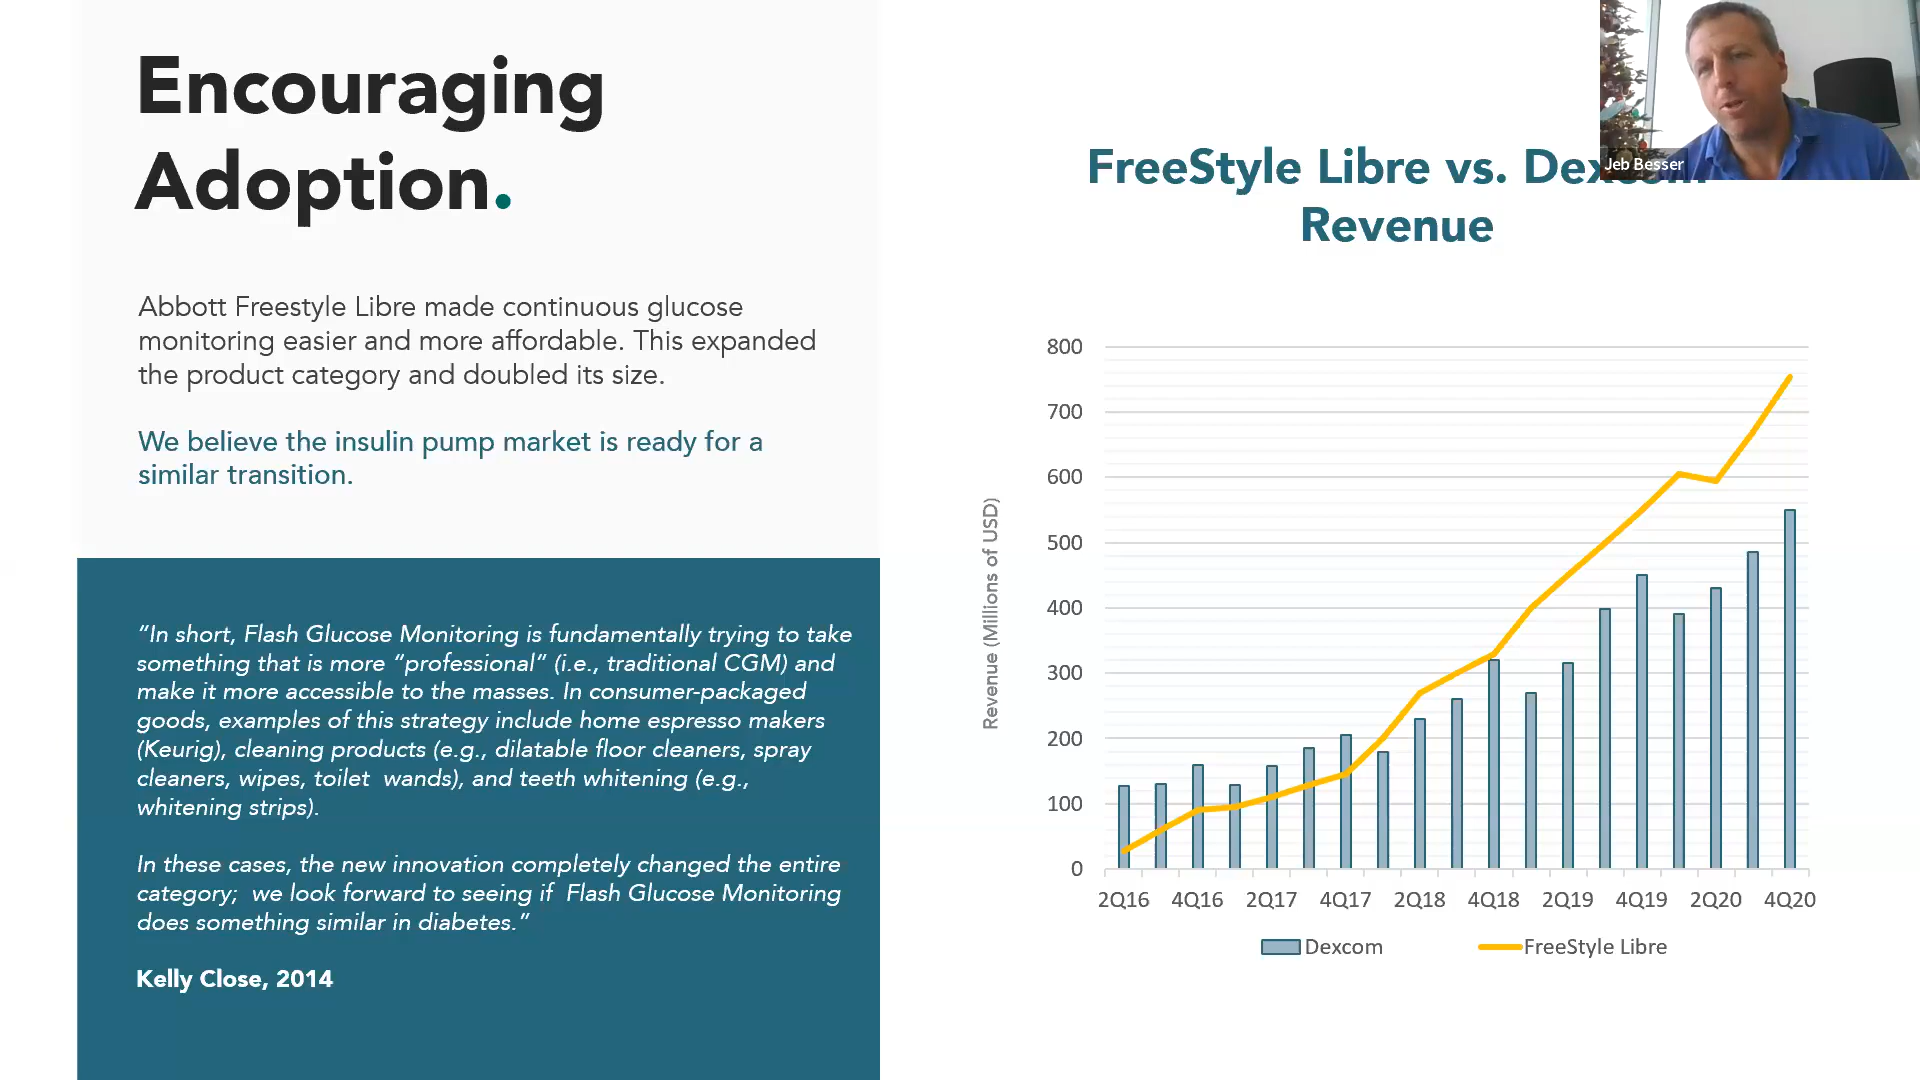 Encouraging
Adoption.
Abbott Freestyle Libre made continuous glucose
monitoring easier and more affordable. This expanded
the product category and doubled its size.
We believe the insulin pump market is ready for a
similar transition.
“In short, Flash Glucose Monitoring is fundamentally trying to take
something that is more “professional” (i.e., traditional CGM) and
make it more accessible to the masses. In consumer-packaged
goods, examples of this strategy include home espresso makers
(Keurig), cleaning products (e.g., dilatable floor cleaners, spray
cleaners, wipes, toilet wands), and teeth whitening (e.g.,
whitening strips).
In these cases, the new innovation completely changed the entire
category; we look forward to seeing if Flash Glucose Monitoring
does something similar in diabetes.”
Kelly Close, 2014
Jeb Besser
FreeStyle Libre vs. Dexcom
Revenue
Revenue (Millions of USD)
800
700
600
500
400
300
200
100
0
2Q16 4Q16 2Q17 4Q17 2Q18 4Q18 2Q19 4Q19 2Q20 4Q20
Dexcom FreeStyle Libre